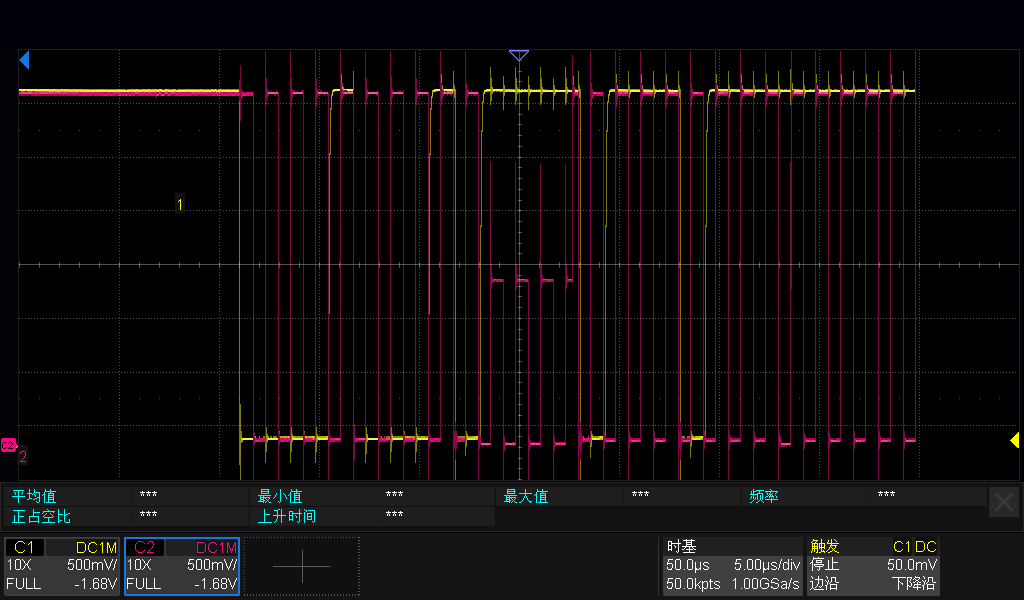 1
C2
2
平均值 *** 最小值 *** 最大值 *** 频率 ***
正占空比 *** 上升时间 ***
C1 DC1M C2 DC1M 时基 触发 C1 DC
10X 500mV/ 10X 500mV/ 50.0µs 5.00µs/div 停止 50.0mV
FULL -1.68V FULL -1.68V 50.0kpts 1.00GSa/s 边沿 下降沿